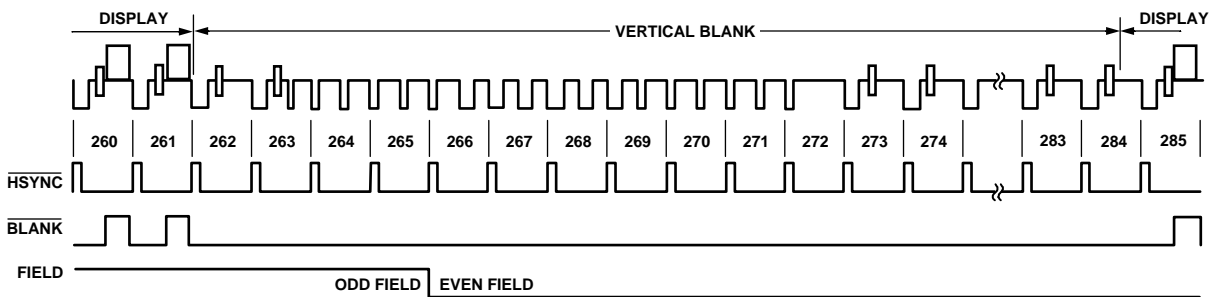 DISPLAY VERTICAL BLANK DISPLAY
260 261 262 263 264 265 266 267 268 269 270 271 272 273 274 283 284 285
HSYNC
BLANK
FIELD ODD FIELD EVEN FIELD